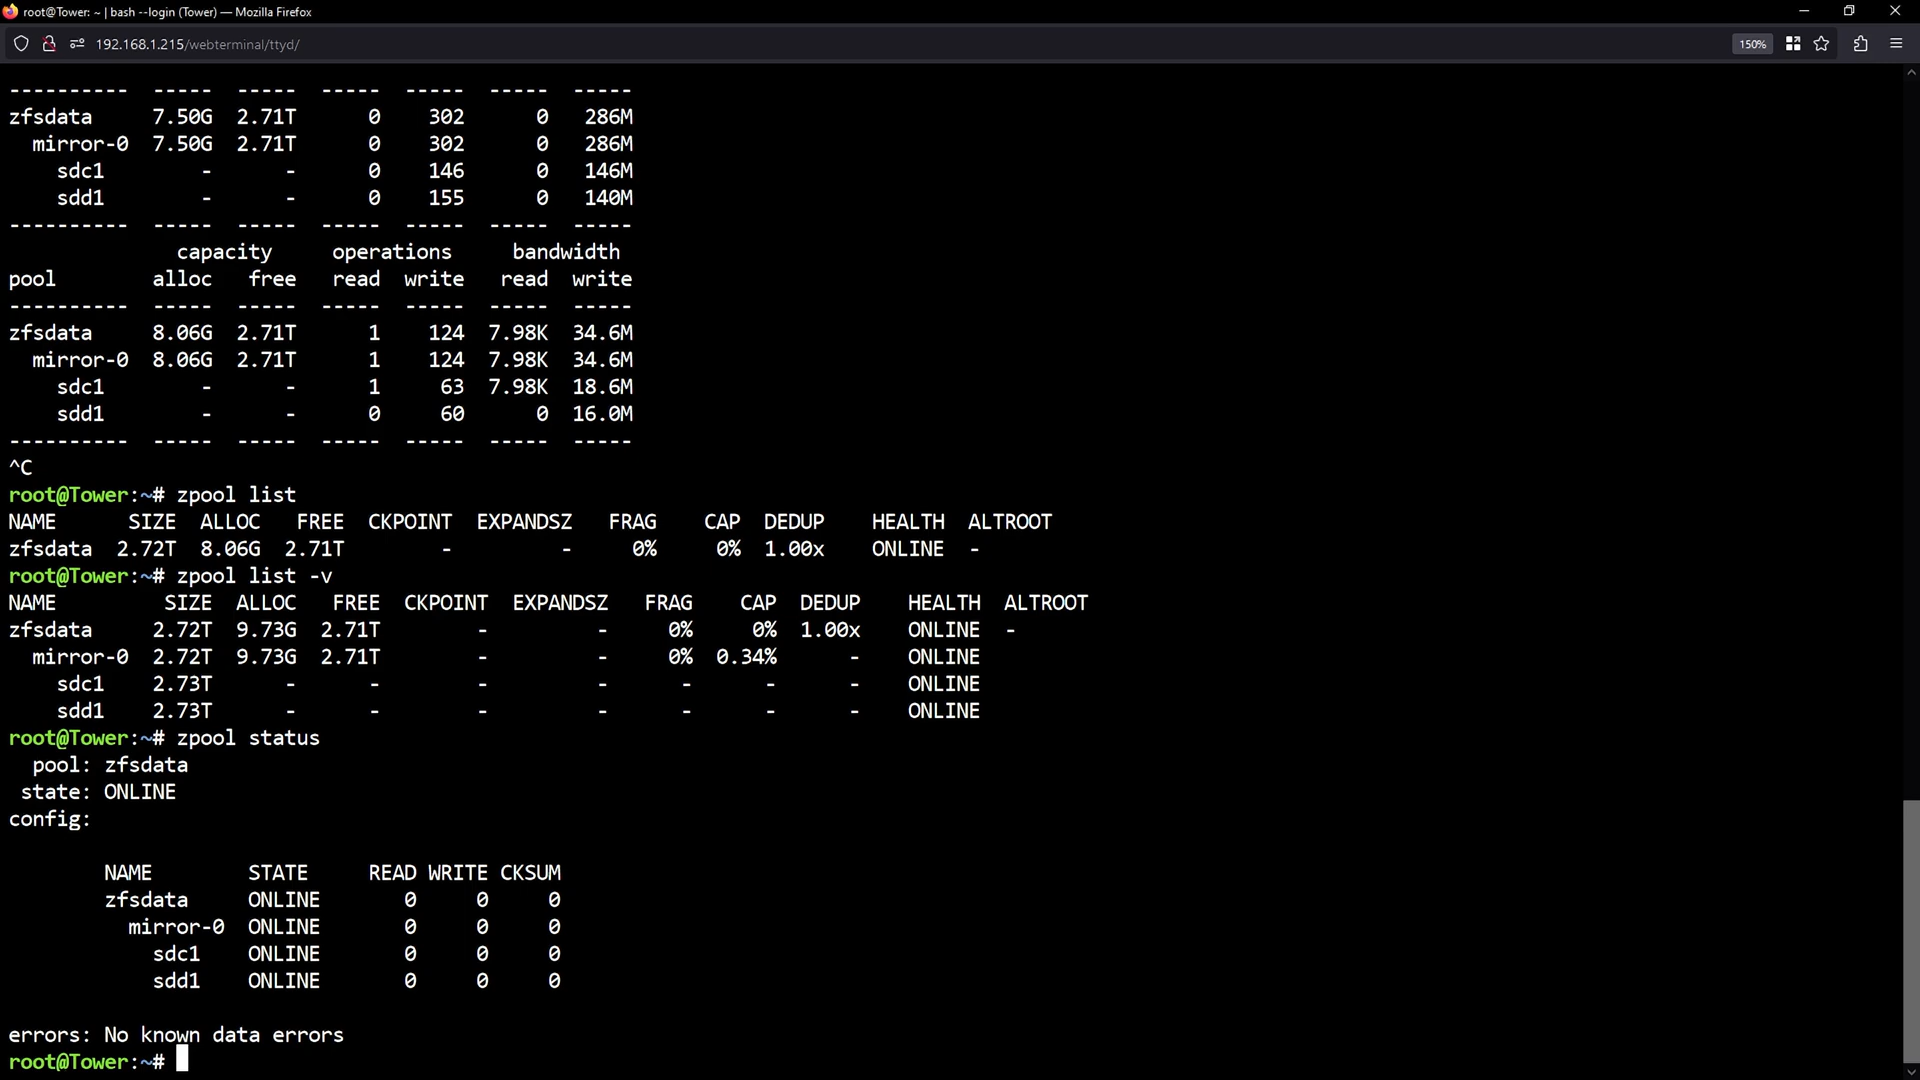 root@Tower: ~ | bash --login (Tower) — Mozilla Firefox
192.168.1.215/webterminal/ttyd/ 150%
----------  -----  -----  -----  -----  -----  -----
zfsdata     7.50G  2.71T      0    302      0   286M
  mirror-0  7.50G  2.71T      0    302      0   286M
    sdc1        -      -      0    146      0   146M
    sdd1        -      -      0    155      0   140M
----------  -----  -----  -----  -----  -----  -----
              capacity     operations     bandwidth
pool        alloc   free   read  write   read  write
----------  -----  -----  -----  -----  -----  -----
zfsdata     8.06G  2.71T      1    124  7.98K  34.6M
  mirror-0  8.06G  2.71T      1    124  7.98K  34.6M
    sdc1        -      -      1     63  7.98K  18.6M
    sdd1        -      -      0     60      0  16.0M
----------  -----  -----  -----  -----  -----  -----
^C
root@Tower:~# zpool list
NAME      SIZE  ALLOC   FREE  CKPOINT  EXPANDSZ   FRAG    CAP  DEDUP    HEALTH  ALTROOT
zfsdata  2.72T  8.06G  2.71T        -         -     0%     0%  1.00x    ONLINE  -
root@Tower:~# zpool list -v
NAME         SIZE  ALLOC   FREE  CKPOINT  EXPANDSZ   FRAG    CAP  DEDUP    HEALTH  ALTROOT
zfsdata     2.72T  9.73G  2.71T        -         -     0%     0%  1.00x    ONLINE  -
  mirror-0  2.72T  9.73G  2.71T        -         -     0%  0.34%      -    ONLINE
    sdc1    2.73T      -      -        -         -      -      -      -    ONLINE
    sdd1    2.73T      -      -        -         -      -      -      -    ONLINE
root@Tower:~# zpool status
  pool: zfsdata
 state: ONLINE
config:
        NAME        STATE     READ WRITE CKSUM
        zfsdata     ONLINE       0     0     0
          mirror-0  ONLINE       0     0     0
            sdc1    ONLINE       0     0     0
            sdd1    ONLINE       0     0     0
errors: No known data errors
root@Tower:~#